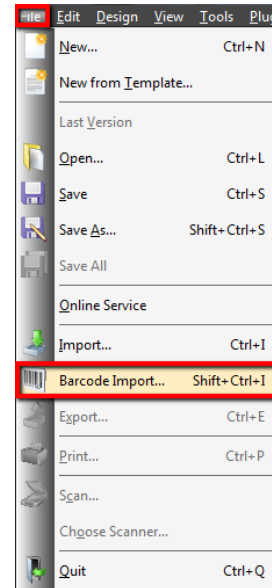 File Edit Design View Tools Plu
New... Ctrl+N
New from Template...
Last Version
Open... Ctrl+L
Save Ctrl+S
Save As... Shift+Ctrl+S
Save All
Online Service
Import... Ctrl+I
Barcode Import... Shift+Ctrl+I
Export... Ctrl+E
Print... Ctrl+P
Scan...
Choose Scanner...
Quit Ctrl+Q